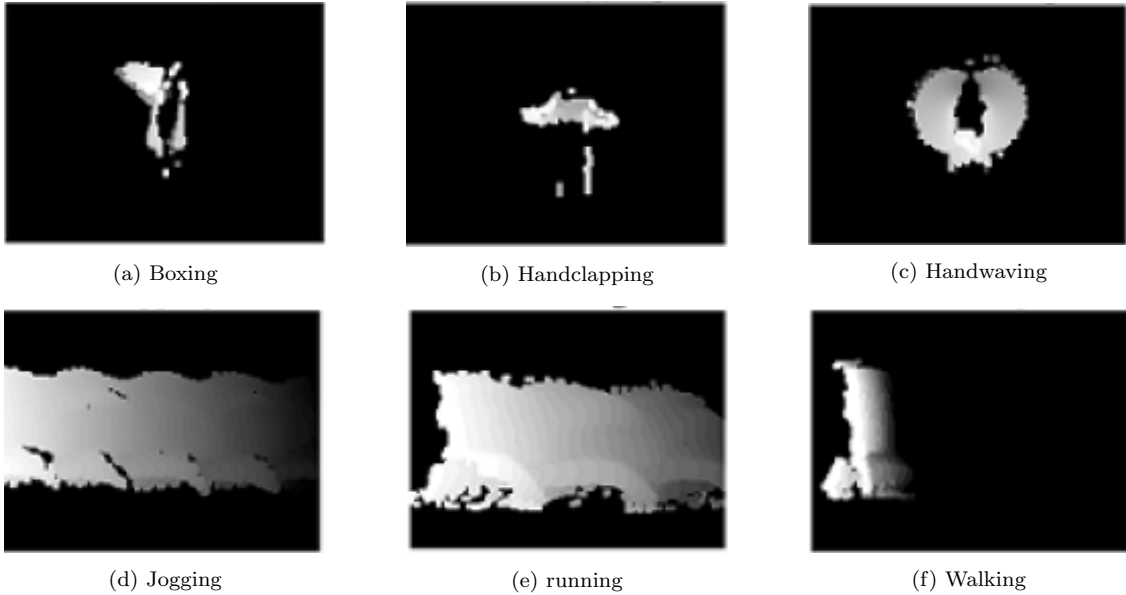 (a) Boxing
(b) Handclapping
(c) Handwaving
(d) Jogging
(e) running
(f) Walking